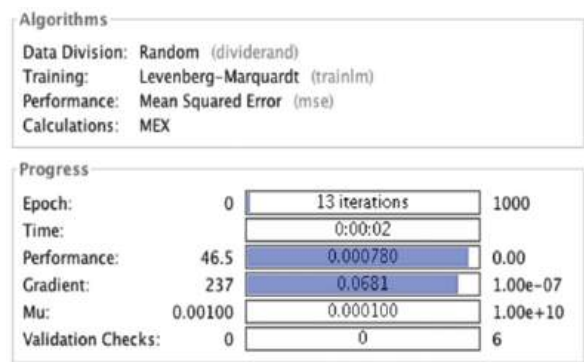 Algorithms
Data Division: Random (dividerand)
Training: Levenberg-Marquardt (trainlm)
Performance: Mean Squared Error (mse)
Calculations: MEX
Progress
Epoch: 0 13 iterations 1000
Time: 0:00:02
Performance: 46.5 0.000780 0.00
Gradient: 237 0.0681 1.00e-07
Mu: 0.00100 0.000100 1.00e+10
Validation Checks: 0 0 6